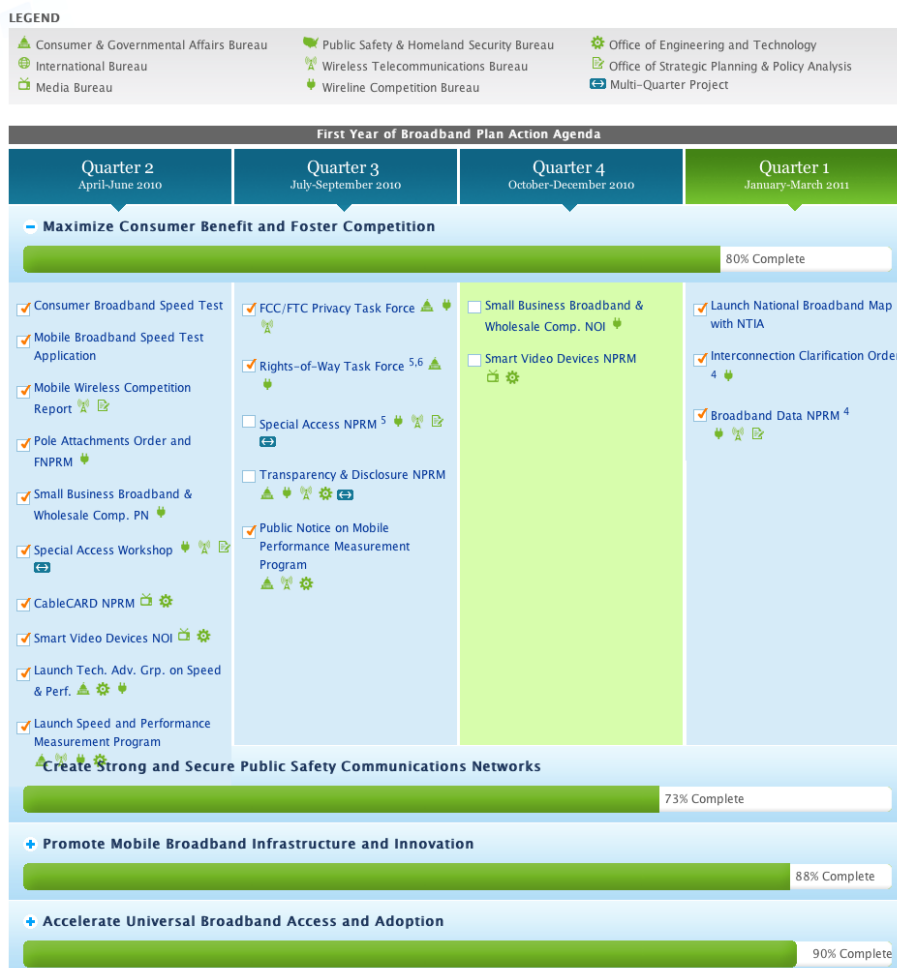 LEGEND
Consumer & Governmental Affairs Bureau
International Bureau
Media Bureau
Public Safety & Homeland Security Bureau
Wireless Telecommunications Bureau
Wireline Competition Bureau
Office of Engineering and Technology
Office of Strategic Planning & Policy Analysis
Multi-Quarter Project
First Year of Broadband Plan Action Agenda
Quarter 2
April-June 2010
Quarter 3
July-September 2010
Quarter 4
October-December 2010
Quarter 1
January-March 2011
Maximize Consumer Benefit and Foster Competition
80% Complete
Consumer Broadband Speed Test
Mobile Broadband Speed Test
Application
Mobile Wireless Competition
Report
Pole Attachments Order and
FNPRM
Small Business Broadband &
Wholesale Comp. PN
Special Access Workshop
CableCARD NPRM
Smart Video Devices NOI
Launch Tech. Adv. Grp. on Speed
& Perf.
Launch Speed and Performance
Measurement Program
FCC/FTC Privacy Task Force
Rights-of-Way Task Force 5,6
Special Access NPRM 5
Transparency & Disclosure NPRM
Public Notice on Mobile
Performance Measurement
Program
Small Business Broadband &
Wholesale Comp. NOI
Smart Video Devices NPRM
Launch National Broadband Map
with NTIA
Interconnection Clarification Order
4
Broadband Data NPRM 4
Create Strong and Secure Public Safety Communications Networks
73% Complete
Promote Mobile Broadband Infrastructure and Innovation
88% Complete
Accelerate Universal Broadband Access and Adoption
90% Complete